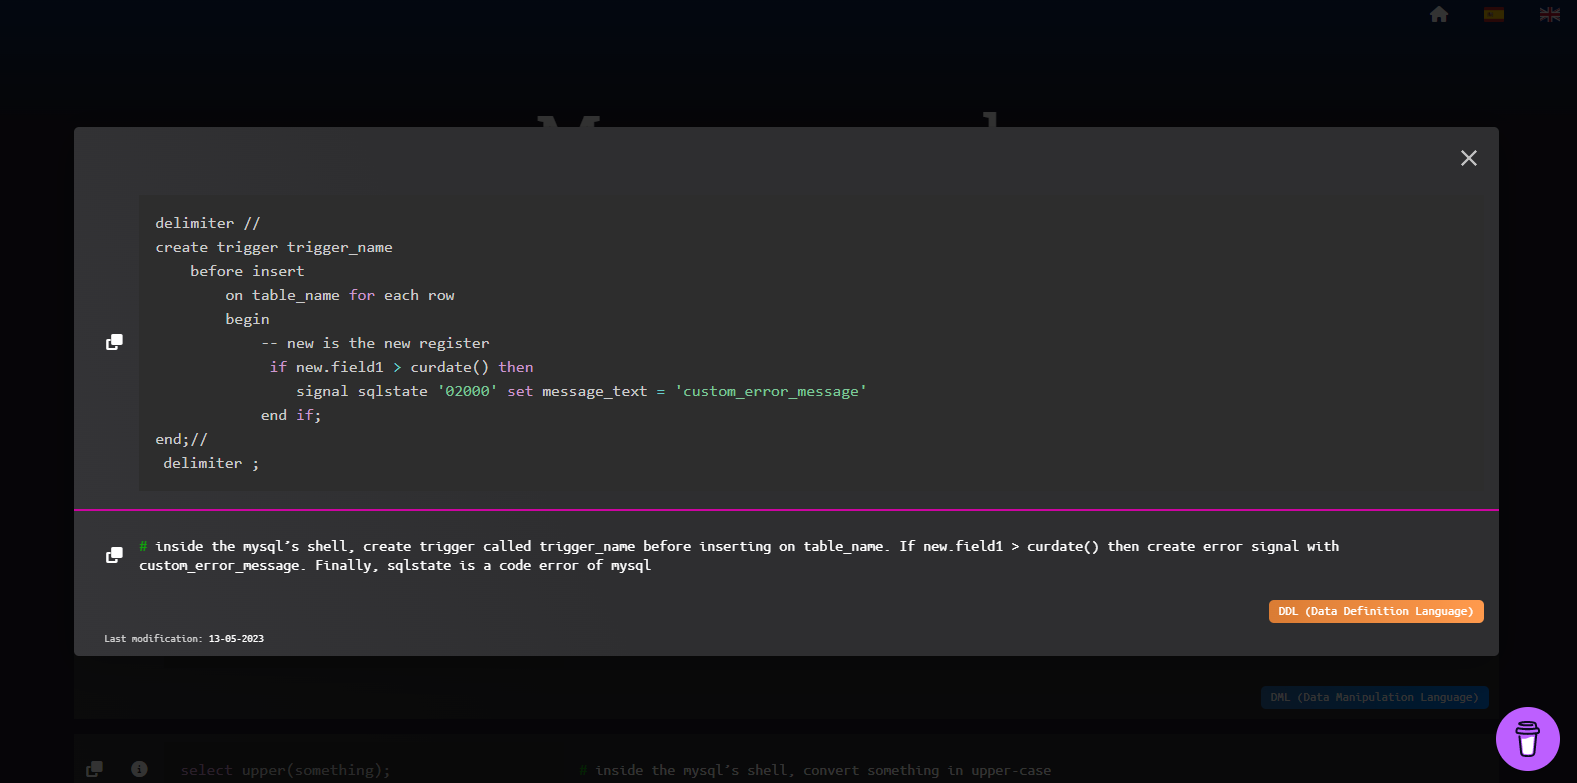 delimiter //
create trigger trigger_name
    before insert
        on table_name for each row
        begin
            -- new is the new register
             if new.field1 > curdate() then
                signal sqlstate '02000' set message_text = 'custom_error_message'
            end if;
end;//
 delimiter ;
# inside the mysql’s shell, create trigger called trigger_name before inserting on table_name. If new.field1 > curdate() then create error signal with
custom_error_message. Finally, sqlstate is a code error of mysql
DDL (Data Definition Language)
Last modification: 13-05-2023
DML (Data Manipulation Language)
select upper(something);
# inside the mysql’s shell, convert something in upper-case